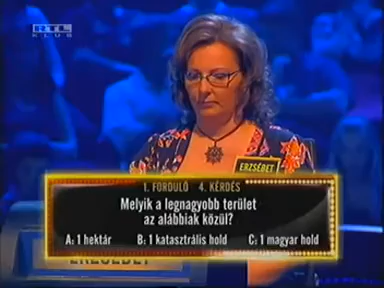 KLUB
ERZSÉBET
1. FORDULÓ 4. KÉRDÉS
Melyik a legnagyobb terület
az alábbiak közül?
A: 1 hektár B: 1 katasztrális hold C: 1 magyar hold
ERZSÉBET